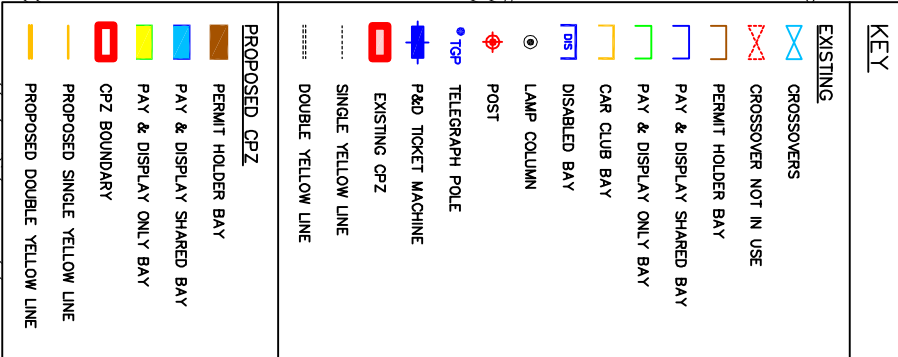 KEY
EXISTING
CROSSOVERS
CROSSOVER NOT IN USE
PERMIT HOLDER BAY
PAY & DISPLAY SHARED BAY
PAY & DISPLAY ONLY BAY
CAR CLUB BAY
DIS DISABLED BAY
LAMP COLUMN
POST
TGP TELEGRAPH POLE
P&D TICKET MACHINE
EXISTING CPZ
SINGLE YELLOW LINE
DOUBLE YELLOW LINE
PROPOSED CPZ
PERMIT HOLDER BAY
PAY & DISPLAY SHARED BAY
PAY & DISPLAY ONLY BAY
CPZ BOUNDARY
PROPOSED SINGLE YELLOW LINE
PROPOSED DOUBLE YELLOW LINE